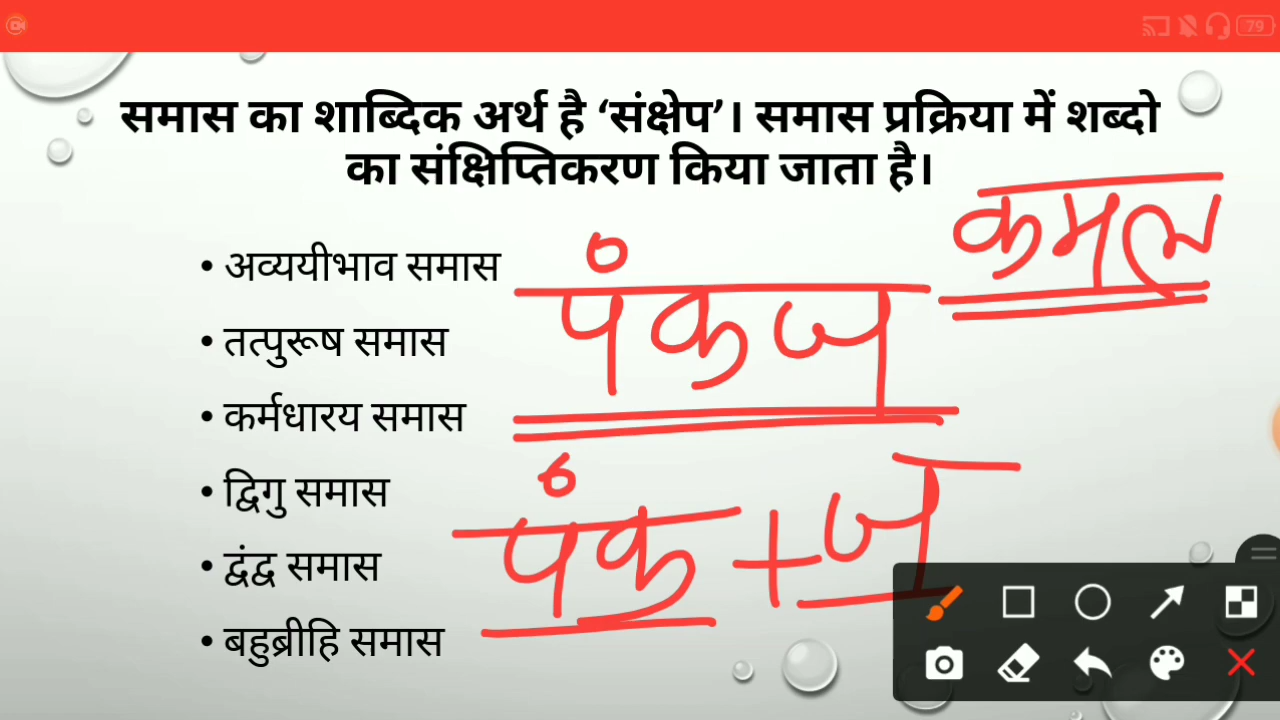 79
समास का शाब्दिक अर्थ है ‘संक्षेप’। समास प्रक्रिया में शब्दो
का संक्षिप्तिकरण किया जाता है।
कमल
• अव्ययीभाव समास
पंकज
• तत्पुरूष समास
• कर्मधारय समास
• द्विगु समास
पंक + ज
• द्वंद्व समास
• बहुब्रीहि समास